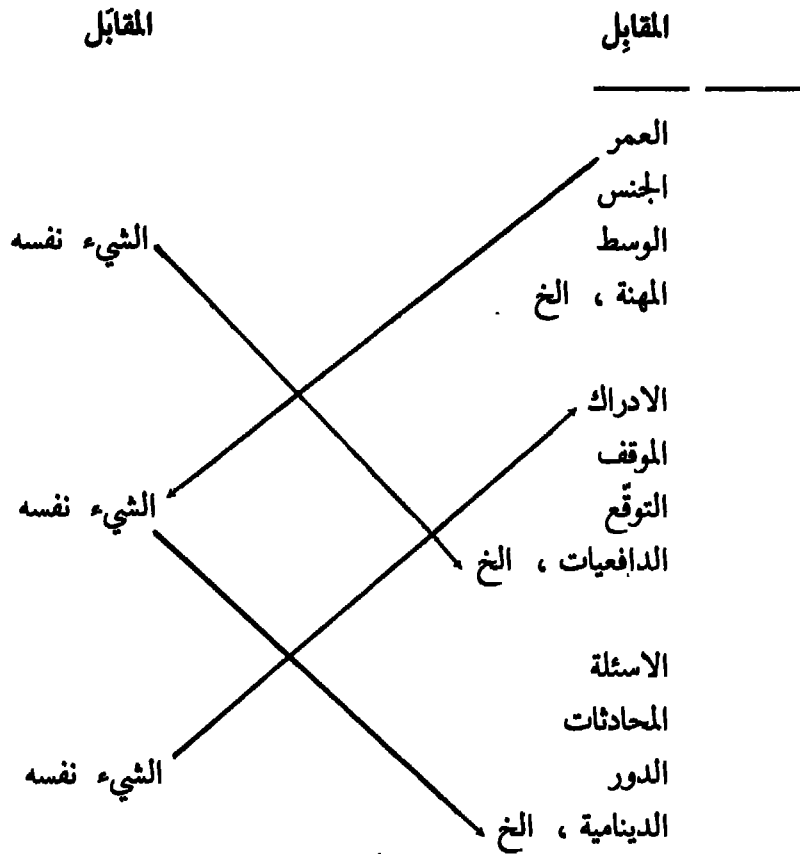 المقابِل
المقابَل
العمر
الجنس
الوسط
الشيء نفسه
المهنة ، الخ
الادراك
الموقف
التوقّع
الشيء نفسه
الدافعيات ، الخ
الاسئلة
المحادثات
الدور
الشيء نفسه
الدينامية ، الخ